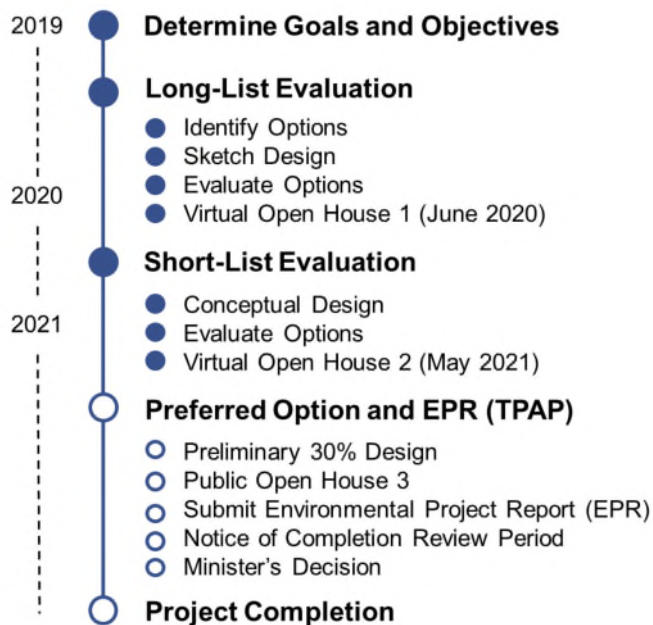 2019
Determine Goals and Objectives
Long-List Evaluation
Identify Options
Sketch Design
2020
Evaluate Options
Virtual Open House 1 (June 2020)
Short-List Evaluation
Conceptual Design
2021
Evaluate Options
Virtual Open House 2 (May 2021)
Preferred Option and EPR (TPAP)
Preliminary 30% Design
Public Open House 3
Submit Environmental Project Report (EPR)
Notice of Completion Review Period
Minister's Decision
Project Completion